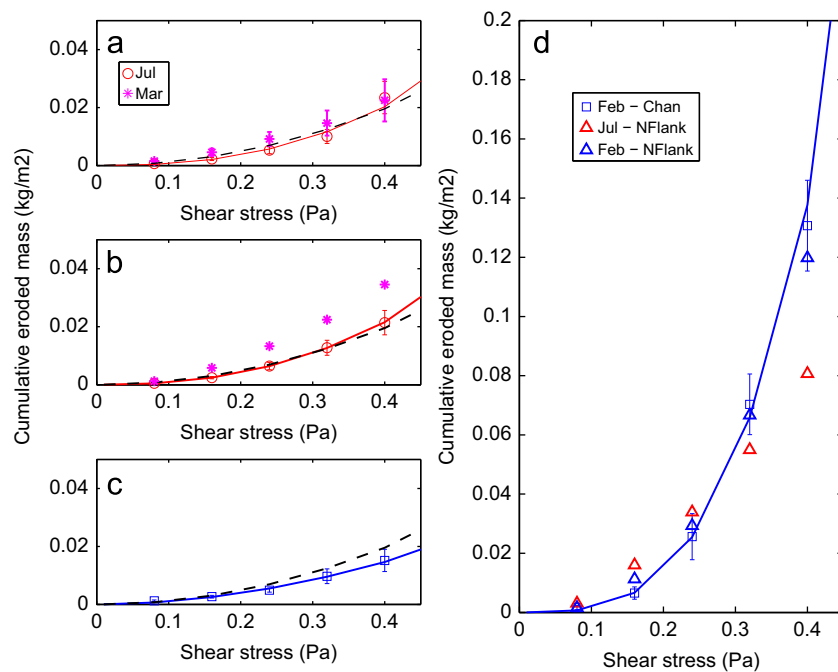 a
Jul
Mar
0.04
0.02
0
0
0.1
0.2
0.3
0.4
Shear stress (Pa)
b
0.04
0.02
0
0
0.1
0.2
0.3
0.4
Shear stress (Pa)
c
0.04
0.02
0
0
0.1
0.2
0.3
0.4
Shear stress (Pa)
Cumulative eroded mass (kg/m2)
d
Feb − Chan
Jul − NFlank
Feb − NFlank
0.2
0.18
0.16
0.14
0.12
0.1
0.08
0.06
0.04
0.02
0
0
0.1
0.2
0.3
0.4
Shear stress (Pa)
Cumulative eroded mass (kg/m2)